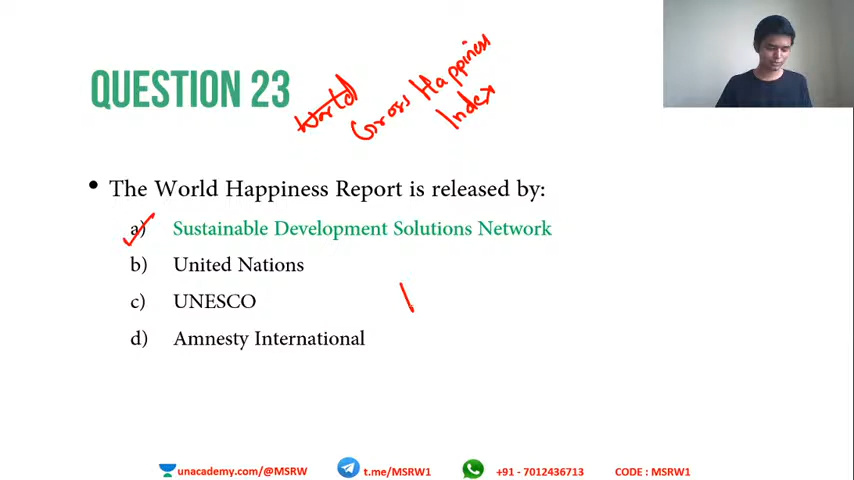 QUESTION 23
World
Gross Happiness
Index
• The World Happiness Report is released by:
a) Sustainable Development Solutions Network
b) United Nations
c) UNESCO
d) Amnesty International
unacademy.com/@MSRW t.me/MSRW1 +91 - 7012436713 CODE : MSRW1